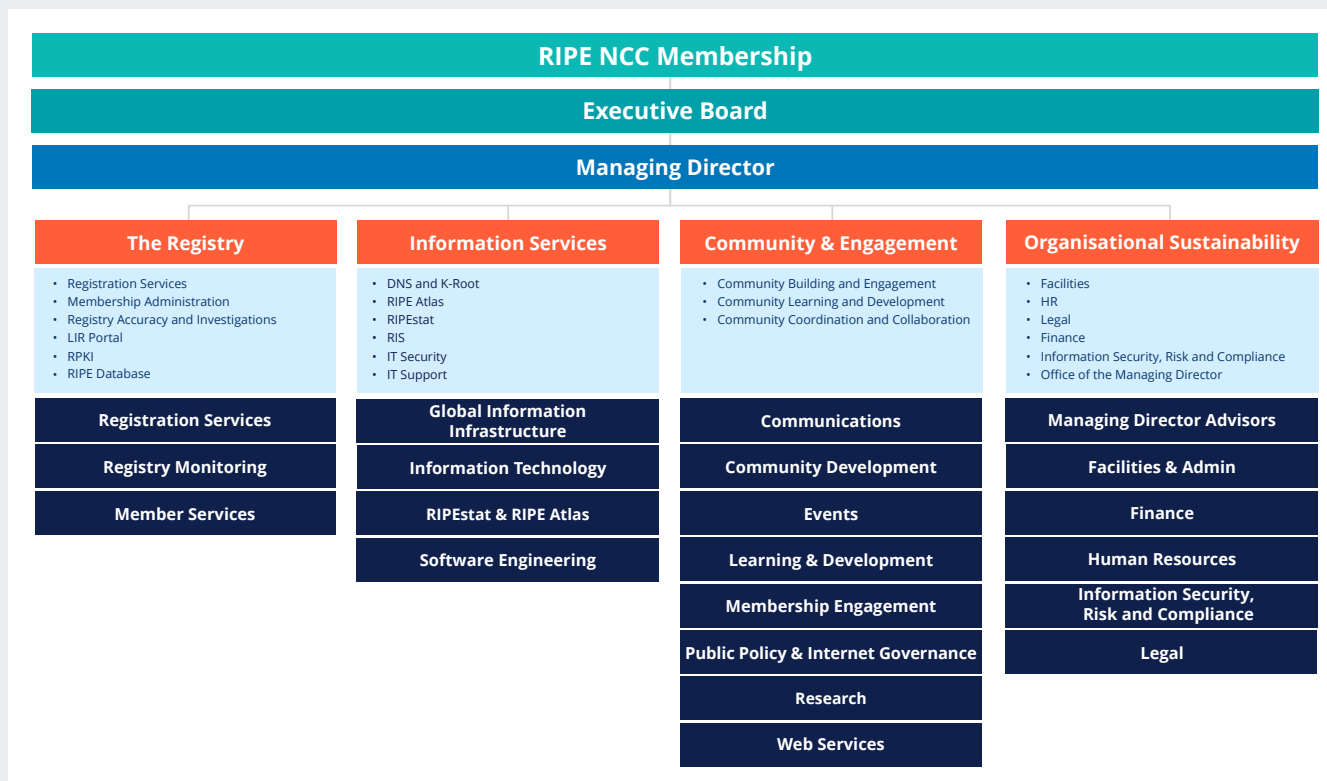 RIPE NCC Membership
Executive Board
Managing Director
The Registry
• Registration Services
• Membership Administration
• Registry Accuracy and Investigations
• LIR Portal
• RPKI
• RIPE Database
Registration Services
Registry Monitoring
Member Services
Information Services
• DNS and K-Root
• RIPE Atlas
• RIPEstat
• RIS
• IT Security
• IT Support
Global Information
Infrastructure
Information Technology
RIPEstat & RIPE Atlas
Software Engineering
Community & Engagement
• Community Building and Engagement
• Community Learning and Development
• Community Coordination and Collaboration
Communications
Community Development
Events
Learning & Development
Membership Engagement
Public Policy & Internet Governance
Research
Web Services
Organisational Sustainability
• Facilities
• HR
• Legal
• Finance
• Information Security, Risk and Compliance
• Office of the Managing Director
Managing Director Advisors
Facilities & Admin
Finance
Human Resources
Information Security,
Risk and Compliance
Legal